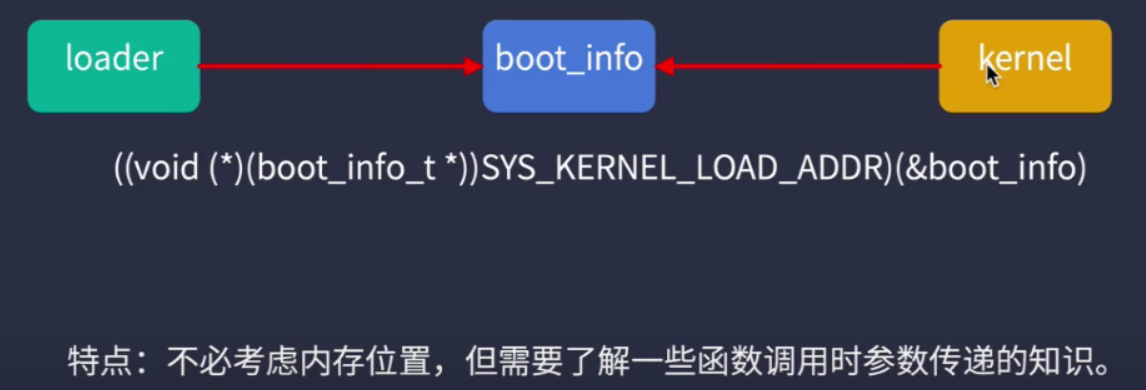 loader boot_info kernel
((void (*)(boot_info_t *))SYS_KERNEL_LOAD_ADDR)(&boot_info)
特点：不必考虑内存位置，但需要了解一些函数调用时参数传递的知识。